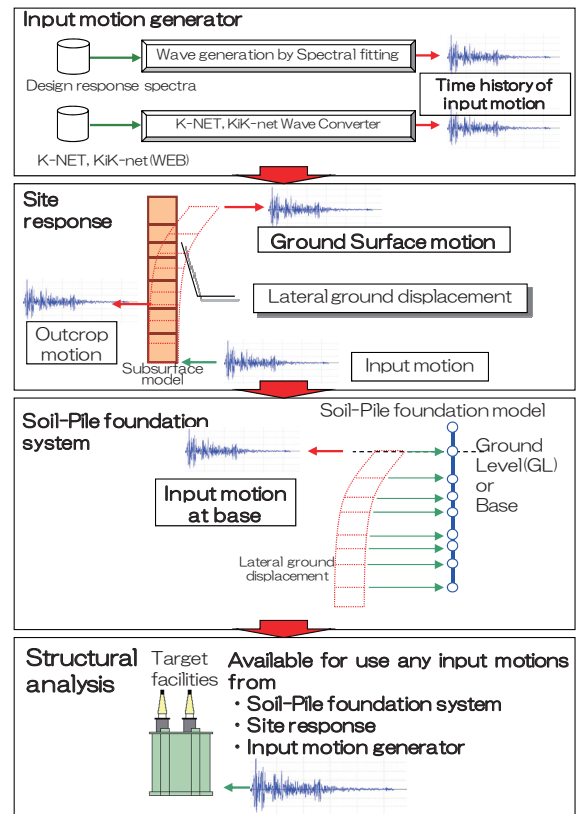 Input motion generator
Wave generation by Spectral fitting
Design response spectra
Time history of
input motion
K-NET, KiK-net Wave Converter
K-NET, KiK-net(WEB)
Site
response
Ground Surface motion
Lateral ground displacement
Outcrop
motion
Subsurface
model
Input motion
Soil-Pile foundation
system
Soil-Pile foundation model
Input motion
at base
Ground
Level(GL)
or
Base
Lateral ground
displacement
Structural
analysis
Target
facilities
Available for use any input motions
from
・Soil-Pile foundation system
・Site response
・Input motion generator